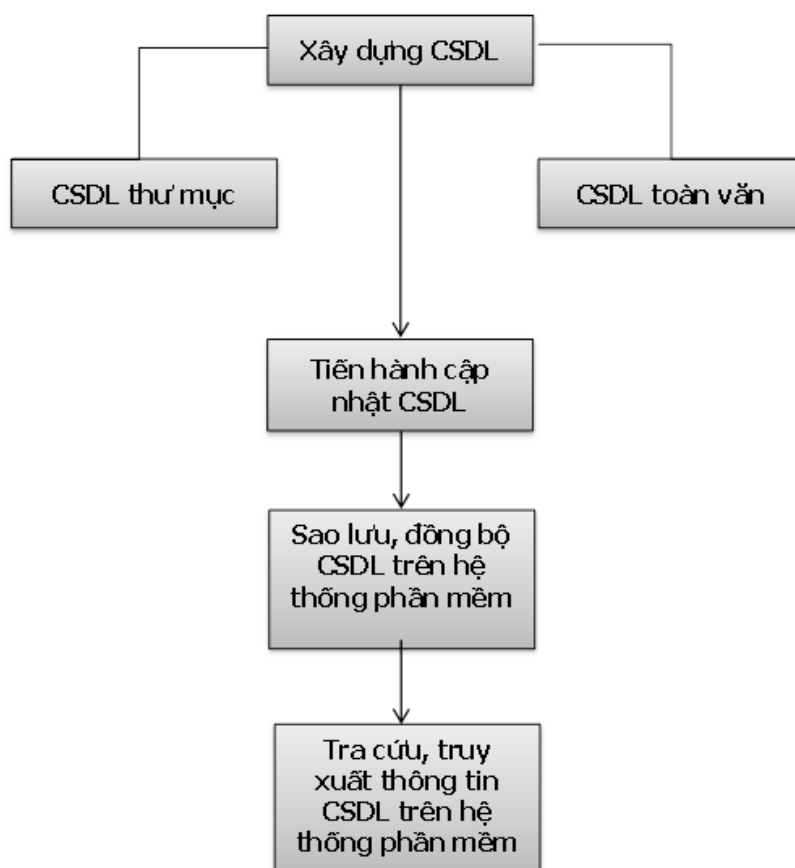 Xây dựng CSDL
CSDL thư mục
CSDL toàn văn
Tiến hành cập
nhật CSDL
Sao lưu, đồng bộ
CSDL trên hệ
thống phần mềm
Tra cứu, truy
xuất thông tin
CSDL trên hệ
thống phần mềm